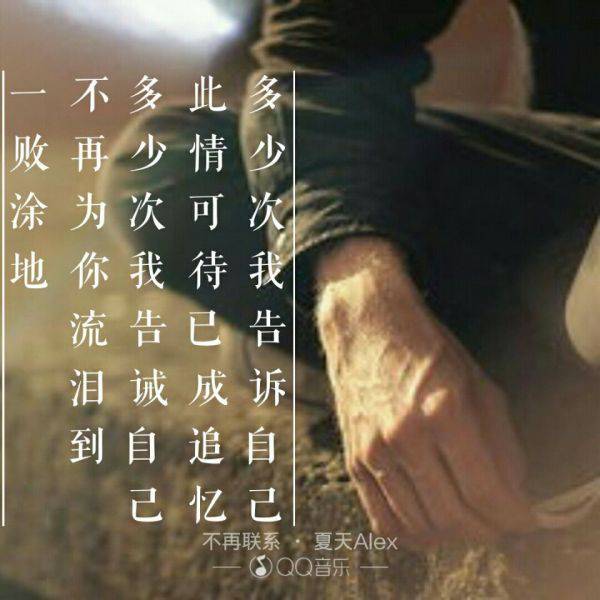 多少次我告诉自己
此情可待已成追忆
多少次我告诫自己
不再为你流泪到
一败涂地
不再联系 · 夏天Alex
QQ音乐